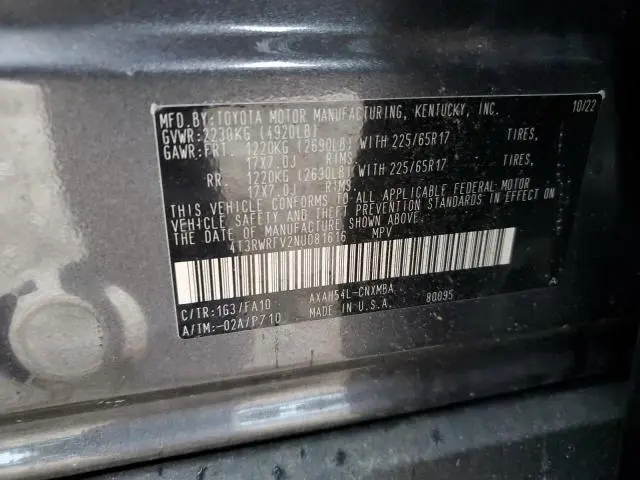 MFD.BY:TOYOTA MOTOR MANUFACTURING, KENTUCKY, INC. 10/22
GVWR:2230KG (4920LB)
GAWR:FRT. 1220KG (2690LB) WITH 225/65R17 TIRES,
17X7.0J RIMS
RR. 1220KG (2690LB) WITH 225/65R17 TIRES,
17X7.0J RIMS.
THIS VEHICLE CONFORMS TO ALL APPLICABLE FEDERAL MOTOR
VEHICLE SAFETY AND THEFT PREVENTION STANDARDS IN EFFECT ON
THE DATE OF MANUFACTURE SHOWN ABOVE.
4T3RWRFV2NU081616 MPV
C/TR:1G3/FA10 AXAH54L-CNXMBA 80095 A
A/TM:-02A/P710 MADE IN U.S.A.